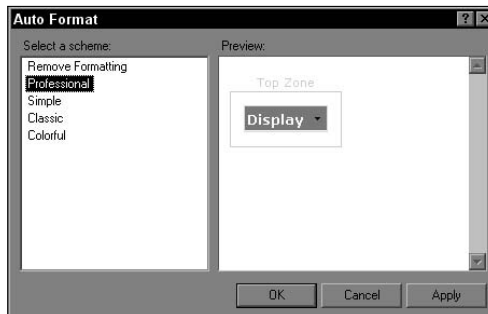 Auto Format
Select a scheme:
Remove Formatting
Professional
Simple
Classic
Colorful
Preview:
Top Zone
Display
OK Cancel Apply